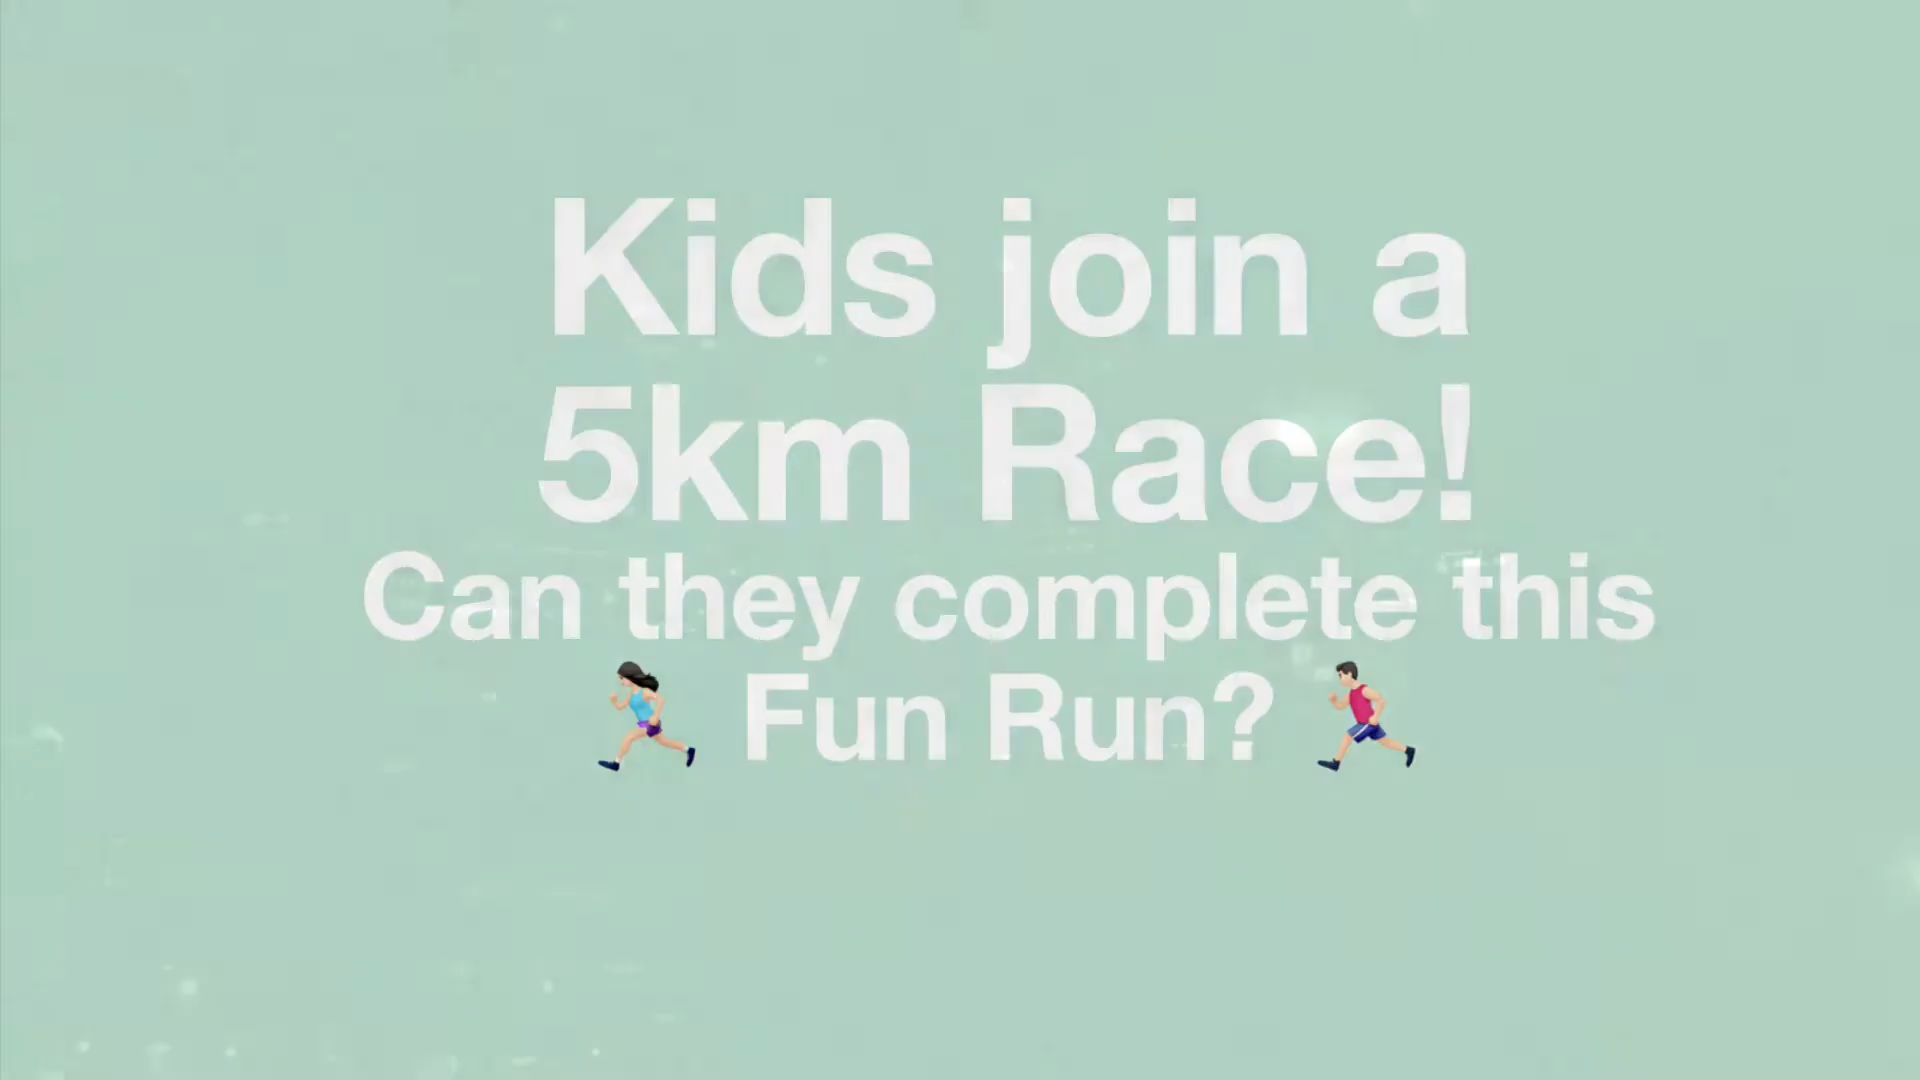 Kids join a
5km Race!
Can they complete this
🏃🏻‍♀️ Fun Run? 🏃🏻‍♂️